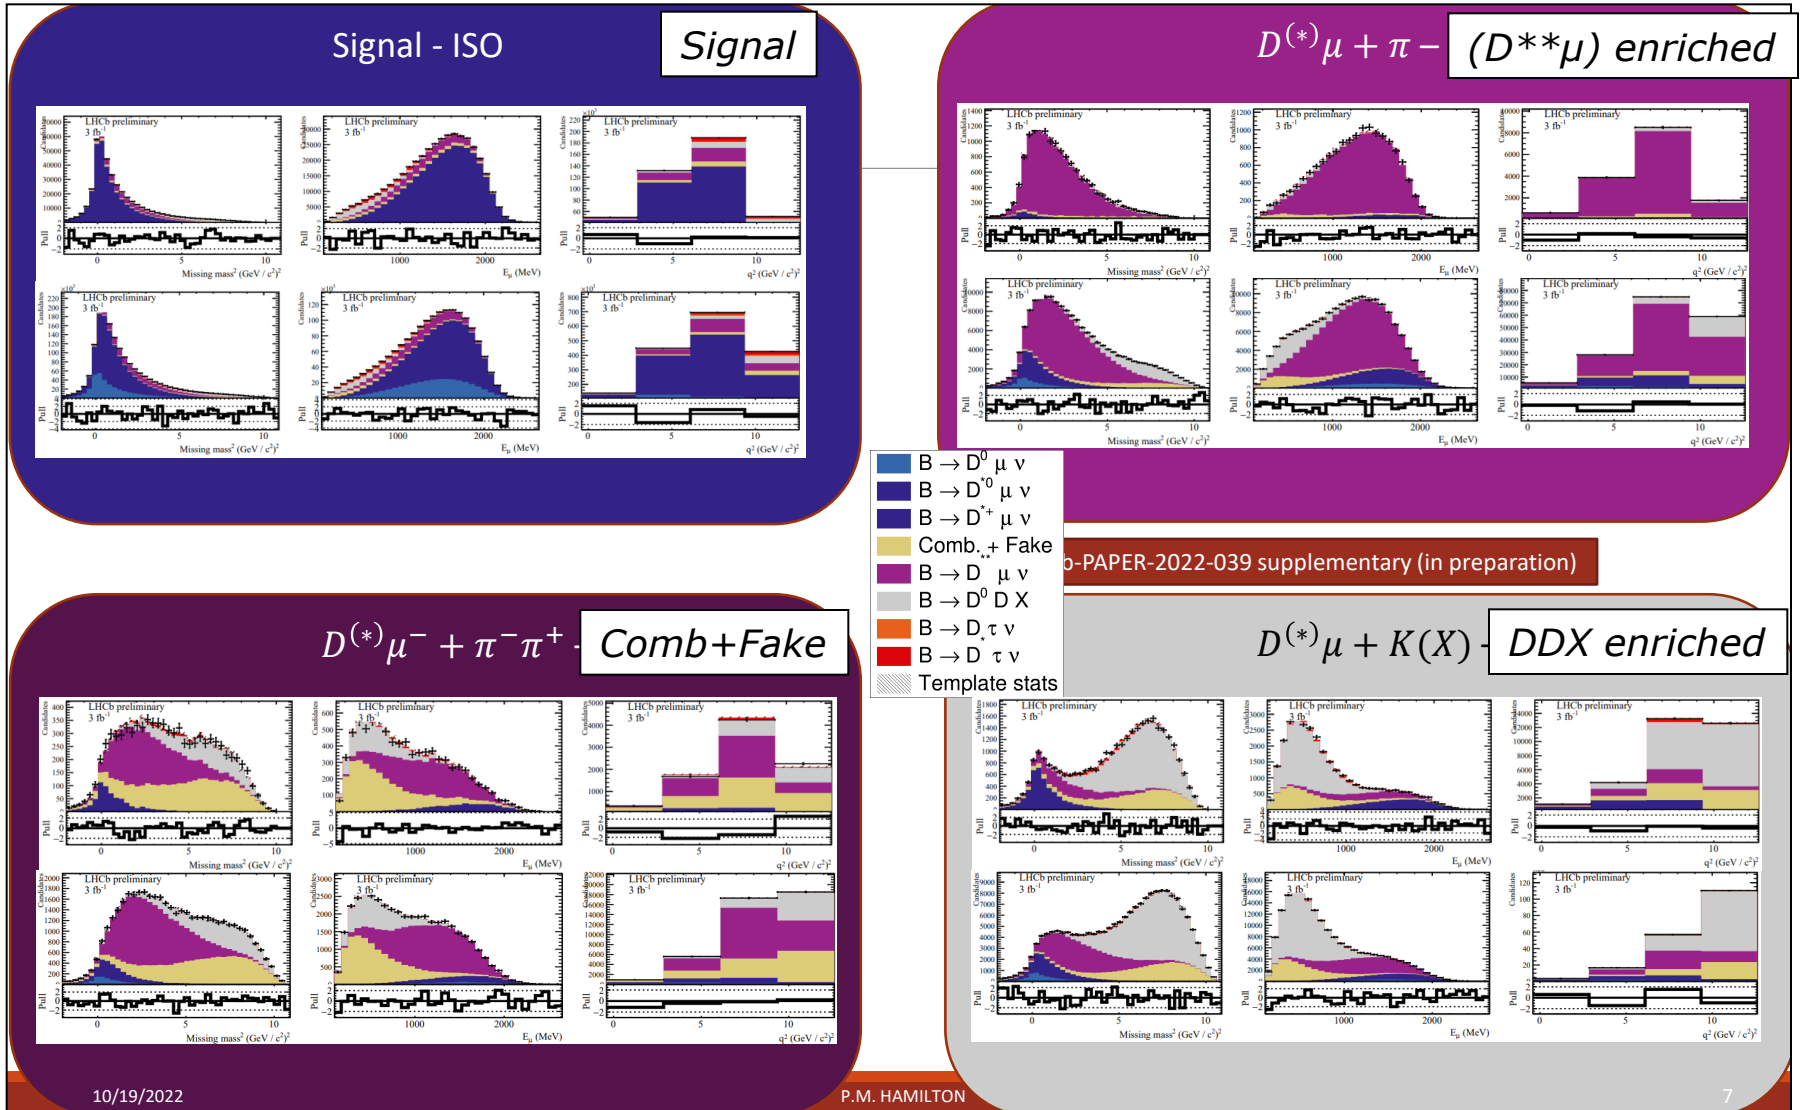 Signal - ISO
Signal
D(*)μ + π −
(D**μ) enriched
LHCb preliminary
3 fb⁻¹
Candidates
Pull
Missing mass² (GeV / c²)²
Eμ (MeV)
q² (GeV / c²)²
B → D⁰ μ ν
B → D*⁰ μ ν
B → D*⁺ μ ν
Comb. + Fake
B → D** μ ν
B → D⁰ D X
B → D τ ν
B → D* τ ν
Template stats
b-PAPER-2022-039 supplementary (in preparation)
D(*)μ⁻ + π⁻π⁺
Comb+Fake
D(*)μ + K(X) -
DDX enriched
10/19/2022
P.M. HAMILTON
7